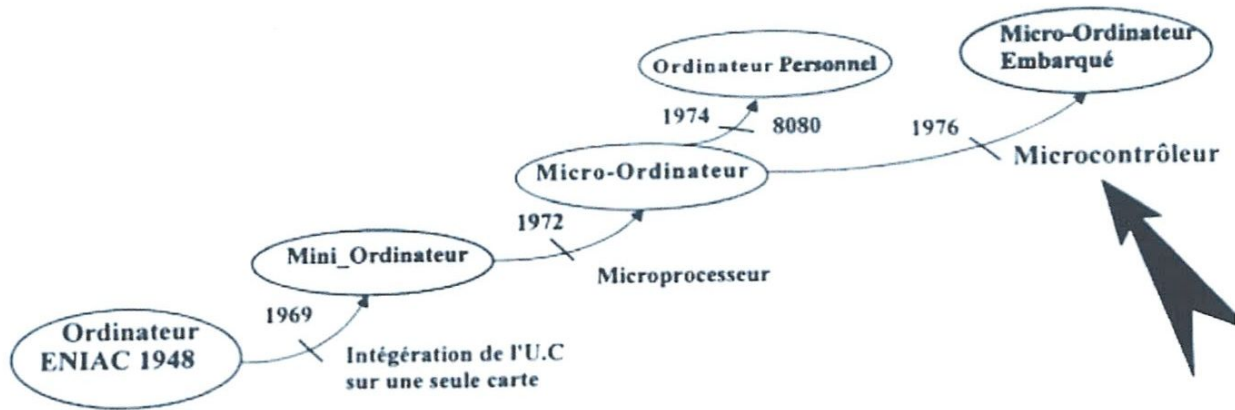 Micro-Ordinateur
Embarqué
Ordinateur Personnel
1974
8080
1976
Microcontrôleur
Micro-Ordinateur
1972
Microprocesseur
Mini_Ordinateur
1969
Intégération de l'U.C
sur une seule carte
Ordinateur
ENIAC 1948